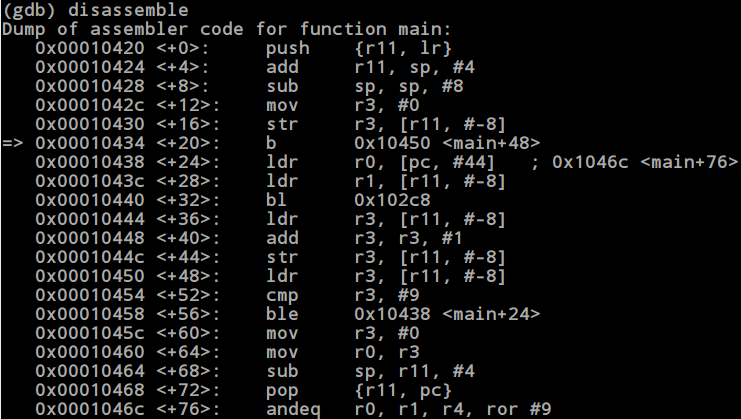 (gdb) disassemble
Dump of assembler code for function main:
   0x00010420 <+0>:     push    {r11, lr}
   0x00010424 <+4>:     add     r11, sp, #4
   0x00010428 <+8>:     sub     sp, sp, #8
   0x0001042c <+12>:    mov     r3, #0
   0x00010430 <+16>:    str     r3, [r11, #-8]
=> 0x00010434 <+20>:    b       0x10450 <main+48>
   0x00010438 <+24>:    ldr     r0, [pc, #44]   ; 0x1046c <main+76>
   0x0001043c <+28>:    ldr     r1, [r11, #-8]
   0x00010440 <+32>:    bl      0x102c8
   0x00010444 <+36>:    ldr     r3, [r11, #-8]
   0x00010448 <+40>:    add     r3, r3, #1
   0x0001044c <+44>:    str     r3, [r11, #-8]
   0x00010450 <+48>:    ldr     r3, [r11, #-8]
   0x00010454 <+52>:    cmp     r3, #9
   0x00010458 <+56>:    ble     0x10438 <main+24>
   0x0001045c <+60>:    mov     r3, #0
   0x00010460 <+64>:    mov     r0, r3
   0x00010464 <+68>:    sub     sp, r11, #4
   0x00010468 <+72>:    pop     {r11, pc}
   0x0001046c <+76>:    andeq   r0, r1, r4, ror #9